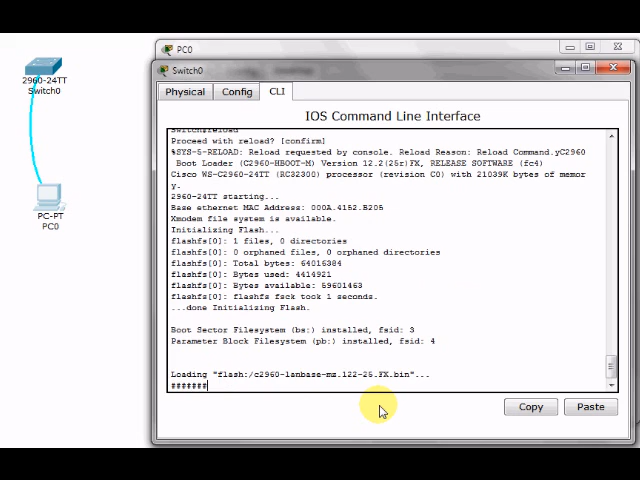 PC0
Switch0
Physical
Config
CLI
IOS Command Line Interface
Switch#reload
Proceed with reload? [confirm]
%SYS-5-RELOAD: Reload requested by console. Reload Reason: Reload Command.yC2960
Boot Loader (C2960-HBOOT-M) Version 12.2(25r)FX, RELEASE SOFTWARE (fc4)
Cisco WS-C2960-24TT (RC32300) processor (revision C0) with 21039K bytes of memor
y.
2960-24TT starting...
Base ethernet MAC Address: 000A.4152.B205
Xmodem file system is available.
Initializing Flash...
flashfs[0]: 1 files, 0 directories
flashfs[0]: 0 orphaned files, 0 orphaned directories
flashfs[0]: Total bytes: 64016384
flashfs[0]: Bytes used: 4414921
flashfs[0]: Bytes available: 59601463
flashfs[0]: flashfs fsck took 1 seconds.
...done Initializing Flash.
Boot Sector Filesystem (bs:) installed, fsid: 3
Parameter Block Filesystem (pb:) installed, fsid: 4
Loading "flash:/c2960-lanbase-mz.122-25.FX.bin"...
#######
Copy
Paste
2960-24TT
Switch0
PC-PT
PC0